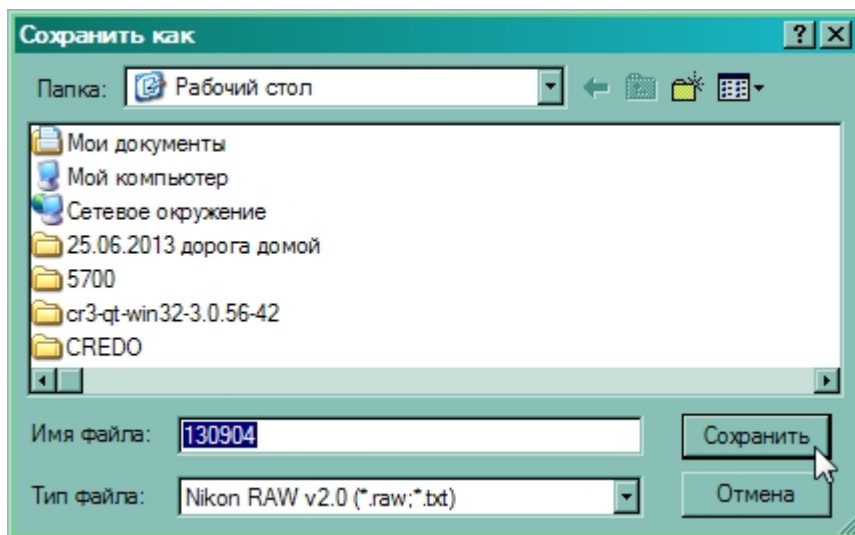 Сохранить как
Папка: Рабочий стол
Мои документы
Мой компьютер
Сетевое окружение
25.06.2013 дорога домой
5700
cr3-qt-win32-3.0.56-42
CREDO
Имя файла: 130904 Сохранить
Тип файла: Nikon RAW v2.0 (*.raw;*.txt) Отмена